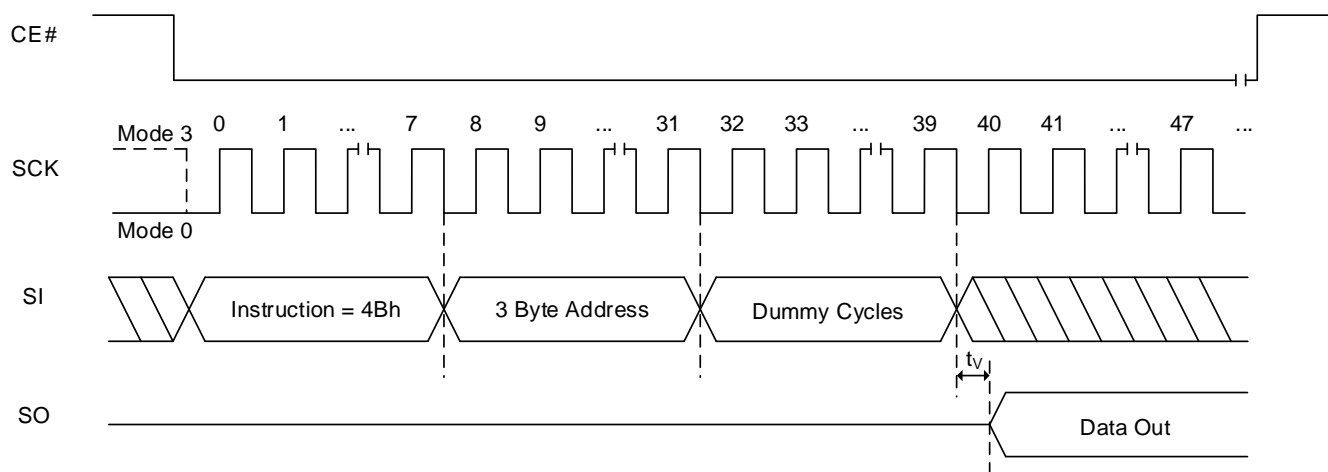 CE#
Mode 3
0 1 ... 7 8 9 ... 31 32 33 ... 39 40 41 ... 47 ...
SCK
Mode 0
SI
Instruction = 4Bh
3 Byte Address
Dummy Cycles
tV
SO
Data Out